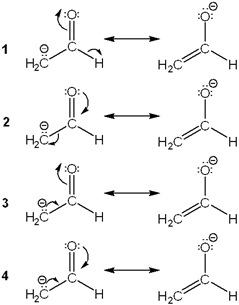 :O: :O:⊖
1 ⊖ C C
H₂C H H₂C H
:O: :O:⊖
2 ⊖ C C
H₂C H H₂C H
:O: :O:⊖
3 ⊖ C C
H₂C H H₂C H
:O: :O:⊖
4 ⊖ C C
H₂C H H₂C H